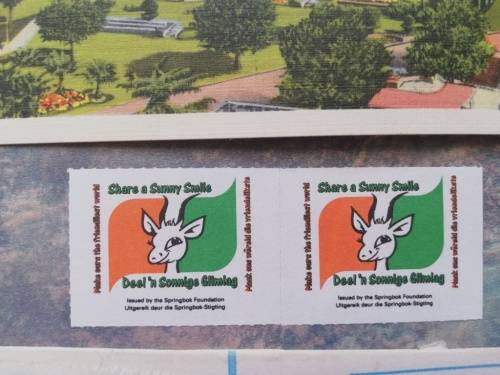 Share a Sunny Smile
Make ours the friendliest world
Maak ons wêreld die vriendelikste
Deel 'n Sonnige Glimlag
Issued by the Springbok Foundation
Uitgereik deur die Springbok-Stigting
Share a Sunny Smile
Make ours the friendliest world
Maak ons wêreld die vriendelikste
Deel 'n Sonnige Glimlag
Issued by the Springbok Foundation
Uitgereik deur die Springbok-Stigting